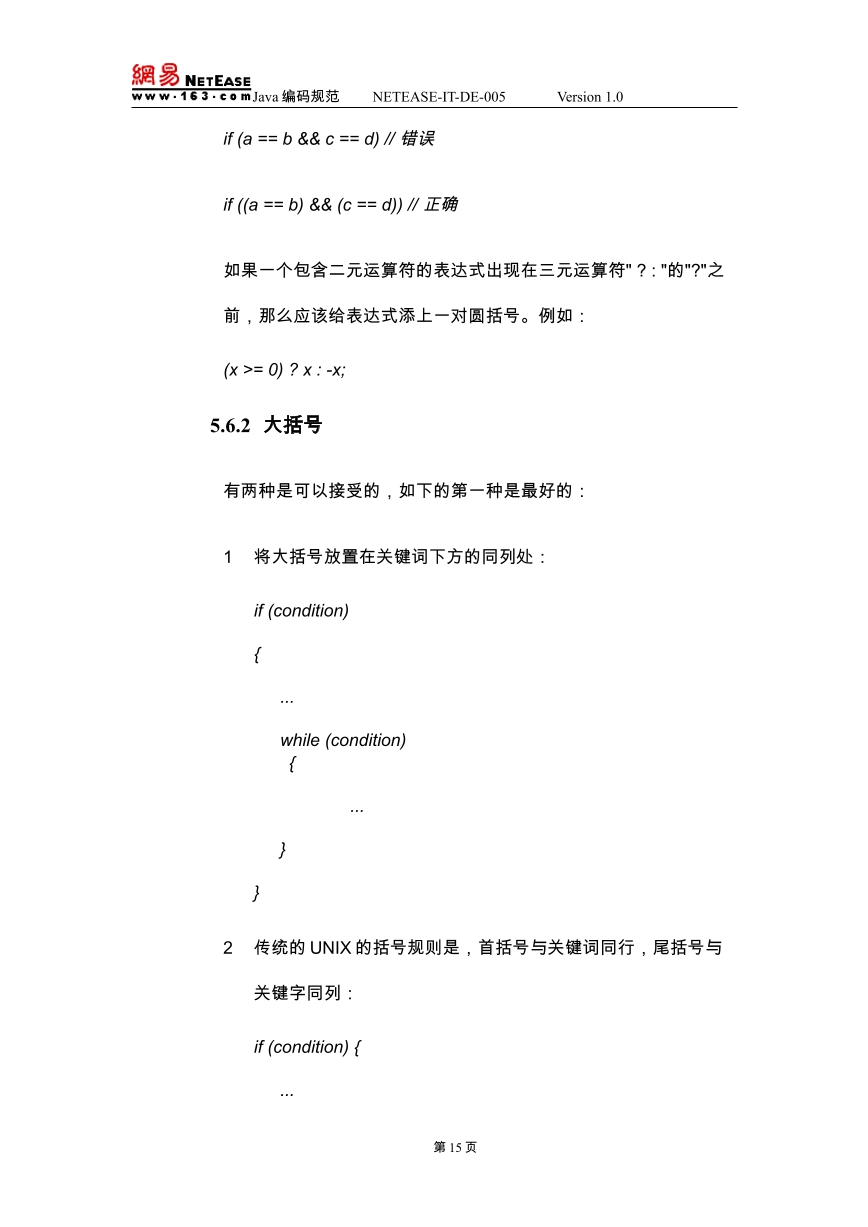 網易 NETEASE
www.163.com Java 编码规范 NETEASE-IT-DE-005 Version 1.0
if (a == b && c == d) // 错误
if ((a == b) && (c == d)) // 正确
如果一个包含二元运算符的表达式出现在三元运算符" ? : "的"?"之
前，那么应该给表达式添上一对圆括号。例如：
(x >= 0) ? x : -x;
5.6.2 大括号
有两种是可以接受的，如下的第一种是最好的：
1 将大括号放置在关键词下方的同列处：
if (condition)
{
...
while (condition)
{
...
}
}
2 传统的 UNIX 的括号规则是，首括号与关键词同行，尾括号与
关键字同列：
if (condition) {
...
第 15 页